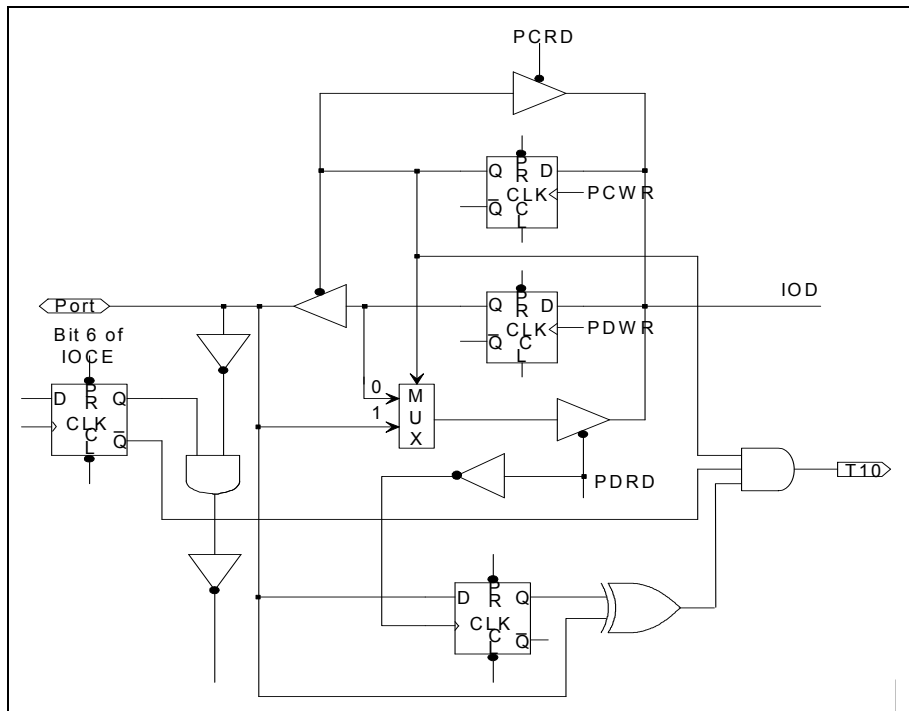 PCRD
Q PR D
CLK
Q̅ CL
PCWR
Port
Q PR D
CLK
Q̅ CL
PDWR
IOD
Bit 6 of
IOCE
D PR Q
CLK
CL Q̅
0
1
MUX
PDRD
T10
D PR Q
CLK
CL Q̅